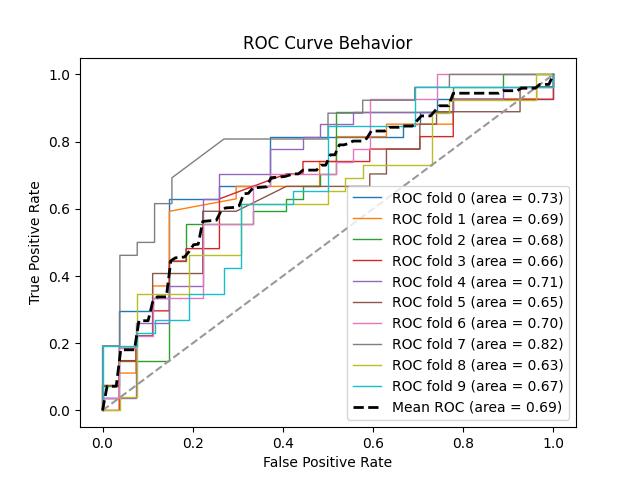 ROC Curve Behavior
True Positive Rate
1.0
0.8
0.6
0.4
0.2
0.0
ROC fold 0 (area = 0.73)
ROC fold 1 (area = 0.69)
ROC fold 2 (area = 0.68)
ROC fold 3 (area = 0.66)
ROC fold 4 (area = 0.71)
ROC fold 5 (area = 0.65)
ROC fold 6 (area = 0.70)
ROC fold 7 (area = 0.82)
ROC fold 8 (area = 0.63)
ROC fold 9 (area = 0.67)
Mean ROC (area = 0.69)
0.0 0.2 0.4 0.6 0.8 1.0
False Positive Rate